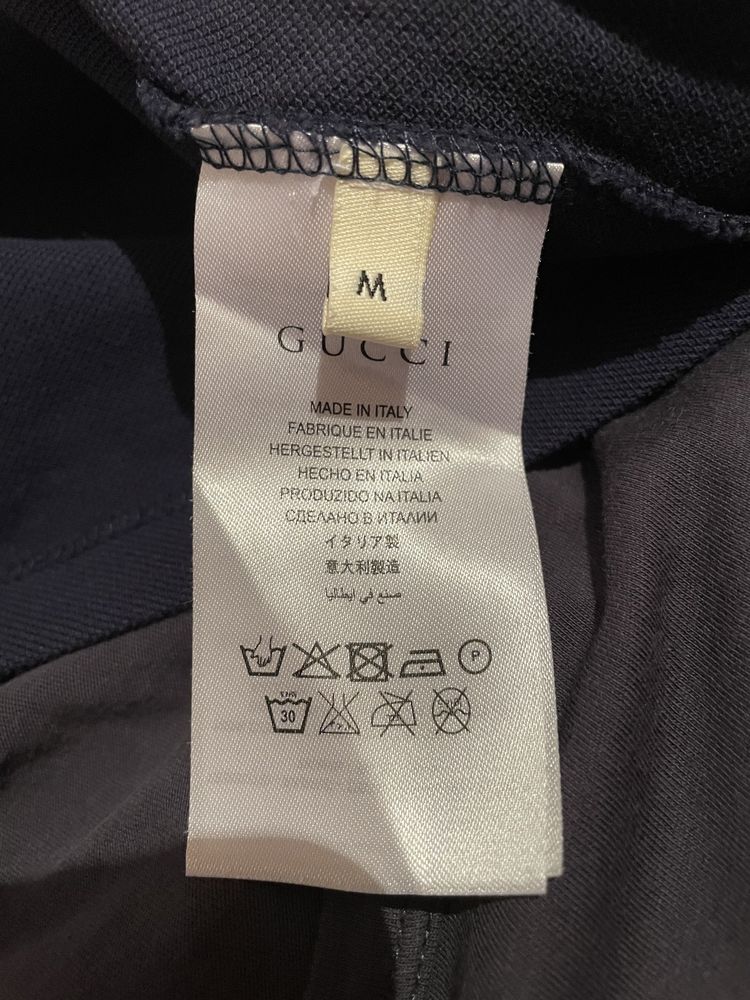 M
GUCCI
MADE IN ITALY
FABRIQUE EN ITALIE
HERGESTELLT IN ITALIEN
HECHO EN ITALIA
PRODUZIDO NA ITALIA
СДЕЛАНО В ИТАЛИИ
イタリア製
意大利製造
صنع في ايطاليا
P
30